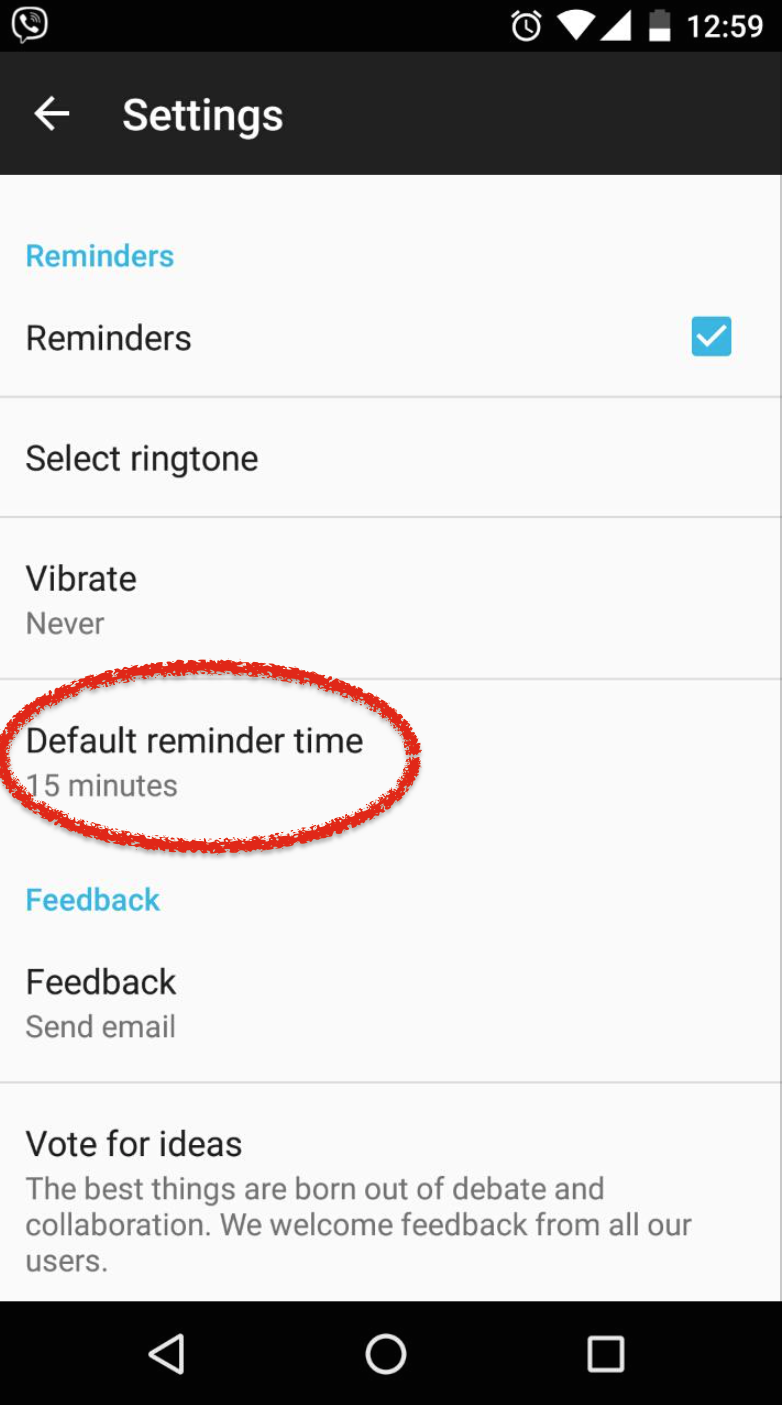 12:59
Settings
Reminders
Reminders
Select ringtone
Vibrate
Never
Default reminder time
15 minutes
Feedback
Feedback
Send email
Vote for ideas
The best things are born out of debate and
collaboration. We welcome feedback from all our
users.